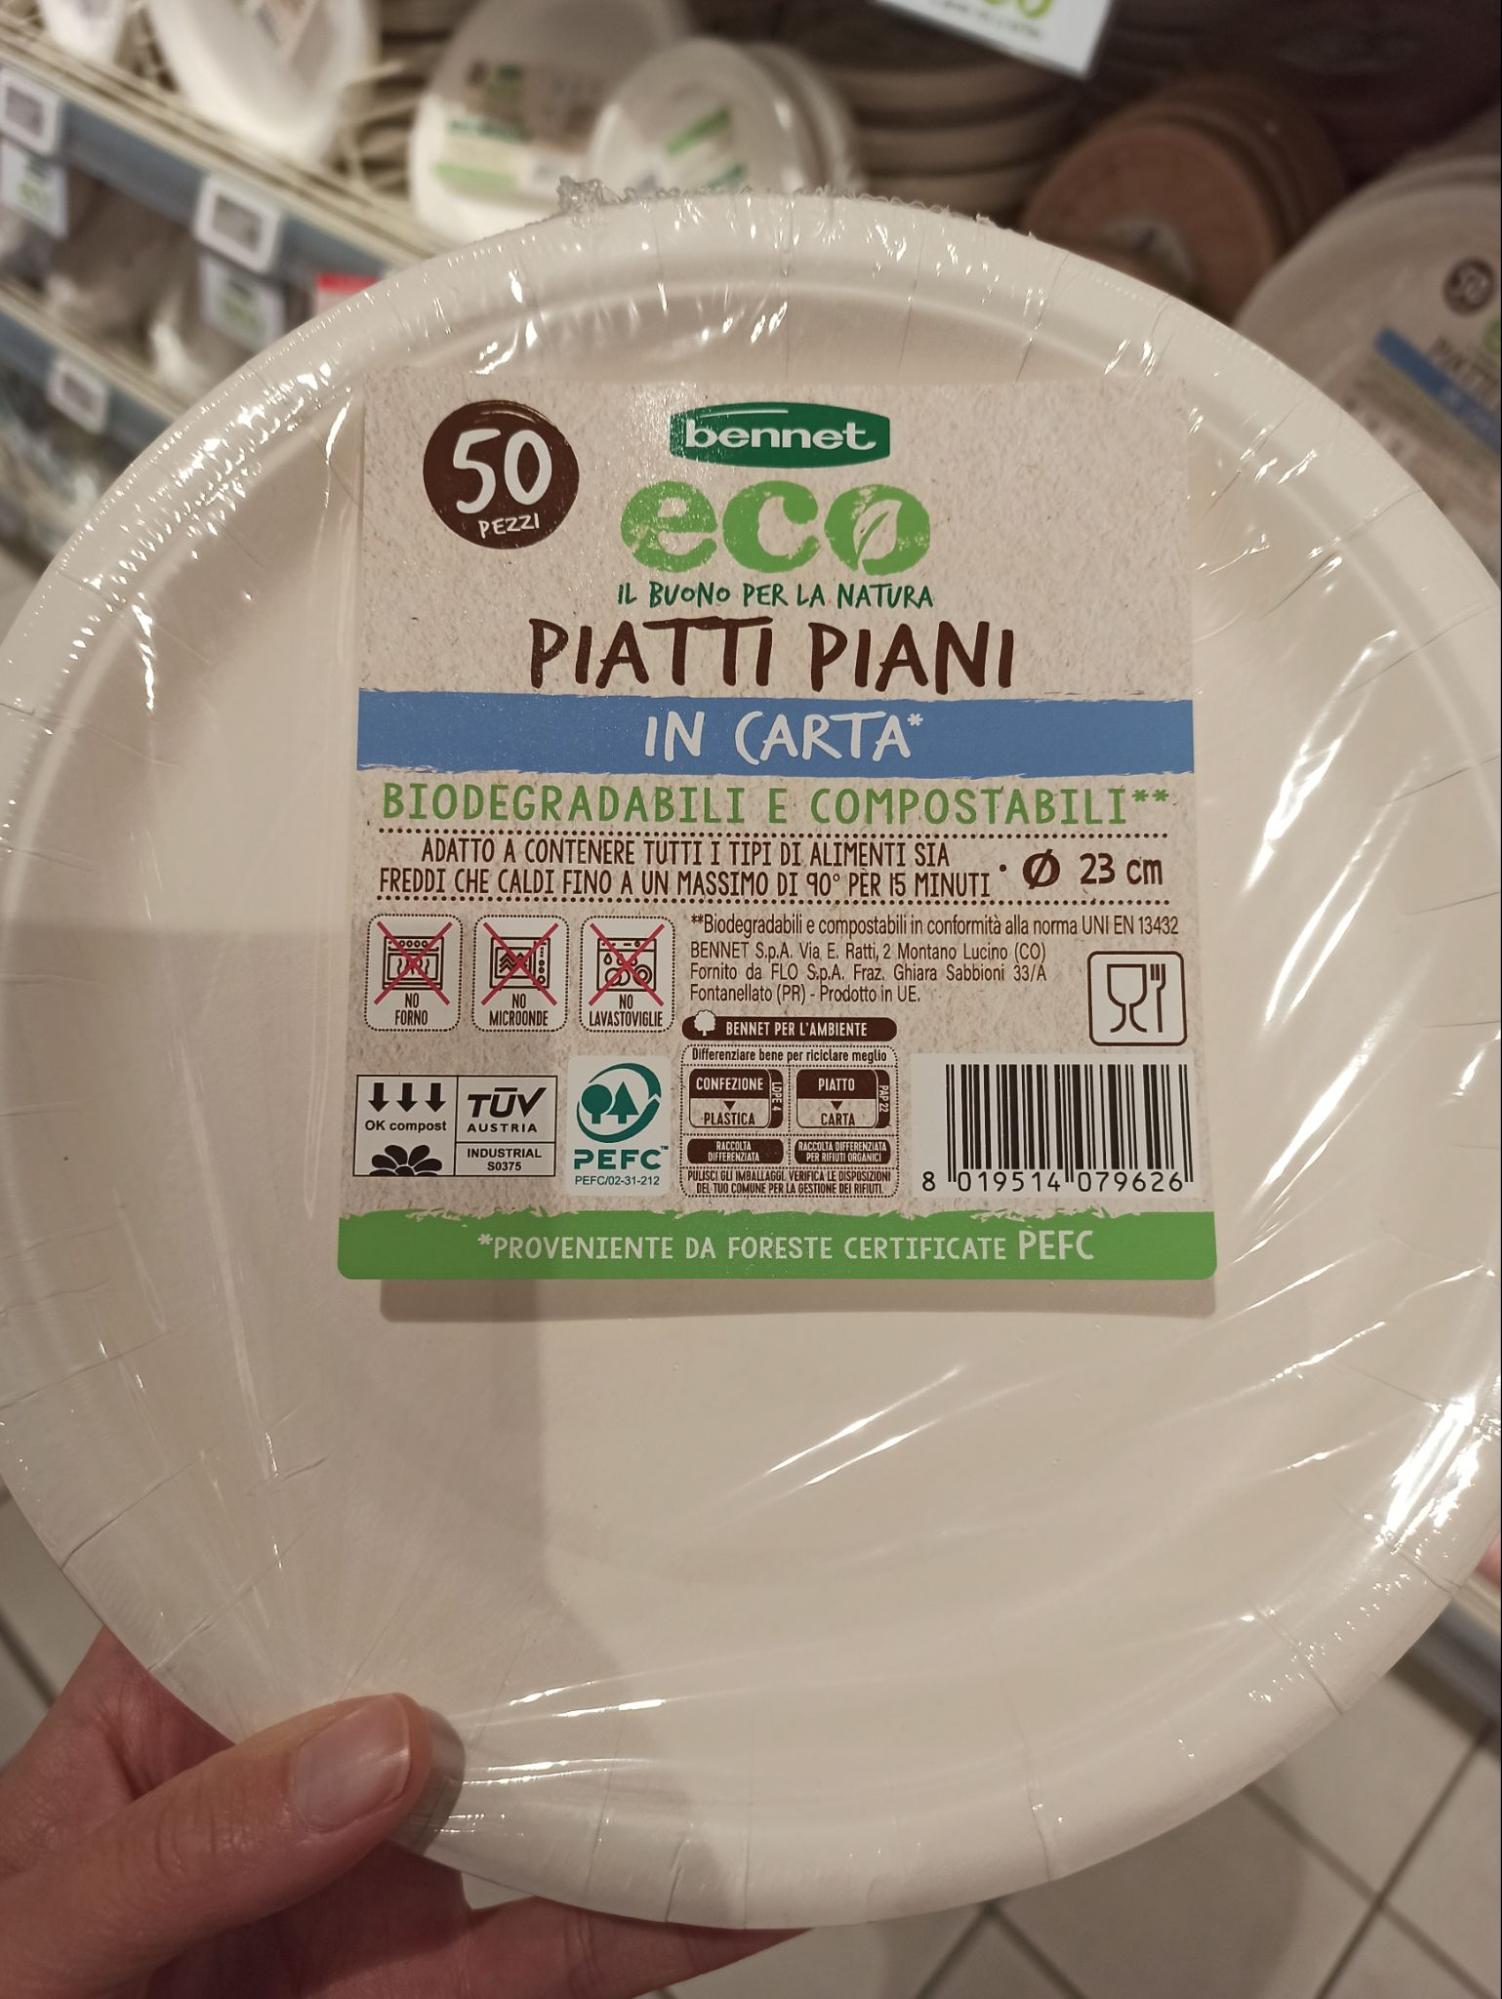 50
PEZZI
bennet
eco
IL BUONO PER LA NATURA
PIATTI PIANI
IN CARTA*
BIODEGRADABILI E COMPOSTABILI**
ADATTO A CONTENERE TUTTI I TIPI DI ALIMENTI SIA
FREDDI CHE CALDI FINO A UN MASSIMO DI 90° PER 15 MINUTI
• Ø 23 cm
NO
FORNO
NO
MICROONDE
NO
LAVASTOVIGLIE
**Biodegradabili e compostabili in conformità alla norma UNI EN 13432
BENNET S.p.A. Via E. Ratti, 2 Montano Lucino (CO)
Fornito da FLO S.p.A. Fraz. Ghiara Sabbioni 33/A
Fontanellato (PR) - Prodotto in UE.
OK compost
TÜV
AUSTRIA
INDUSTRIAL
S0375
PEFC™
PEFC/02-31-212
BENNET PER L'AMBIENTE
Differenziare bene per riciclare meglio
CONFEZIONE
PLASTICA
LDPE 4
RACCOLTA
DIFFERENZIATA
PIATTO
CARTA
PAP 22
RACCOLTA DIFFERENZIATA
PER RIFIUTI ORGANICI
PULISCI GLI IMBALLAGGI. VERIFICA LE DISPOSIZIONI
DEL TUO COMUNE PER LA GESTIONE DEI RIFIUTI.
8 019514 079626
*PROVENIENTE DA FORESTE CERTIFICATE PEFC
50